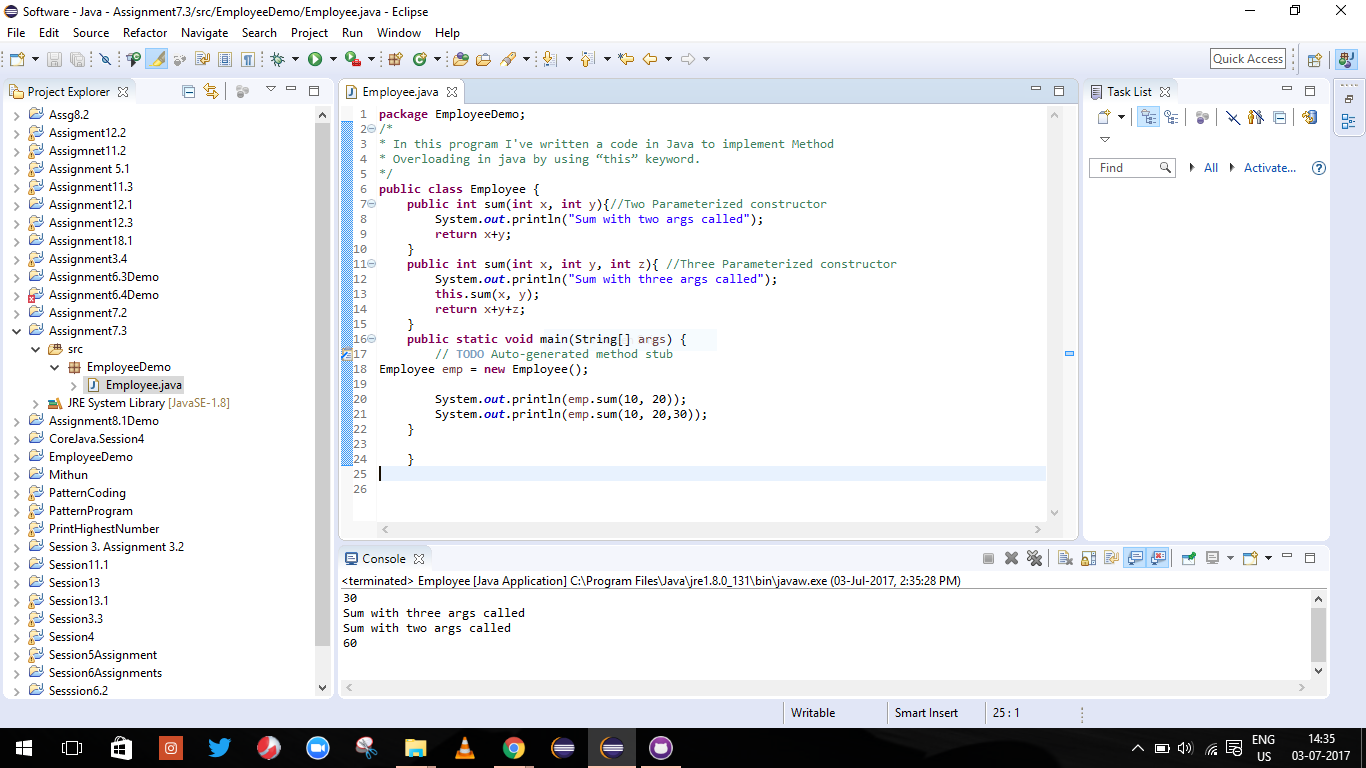 Software - Java - Assignment7.3/src/EmployeeDemo/Employee.java - Eclipse
File Edit Source Refactor Navigate Search Project Run Window Help
Quick Access
Project Explorer
Assg8.2
Assigment12.2
Assigmnet11.2
Assignment 5.1
Assignment11.3
Assignment12.1
Assignment12.3
Assignment18.1
Assignment3.4
Assignment6.3Demo
Assignment6.4Demo
Assignment7.2
Assignment7.3
src
EmployeeDemo
Employee.java
JRE System Library [JavaSE-1.8]
Assignment8.1Demo
CoreJava.Session4
EmployeeDemo
Mithun
PatternCoding
PatternProgram
PrintHighestNumber
Session 3. Assignment 3.2
Session11.1
Session13
Session13.1
Session3.3
Session4
Session5Assignment
Session6Assignments
Sesssion6.2
Employee.java
1 package EmployeeDemo;
2 /*
3 * In this program I've written a code in Java to implement Method
4 * Overloading in java by using “this” keyword.
5 */
6 public class Employee {
7 public int sum(int x, int y){//Two Parameterized constructor
8 System.out.println("Sum with two args called");
9 return x+y;
10 }
11 public int sum(int x, int y, int z){ //Three Parameterized constructor
12 System.out.println("Sum with three args called");
13 this.sum(x, y);
14 return x+y+z;
15 }
16 public static void main(String[] args) {
17 // TODO Auto-generated method stub
18 Employee emp = new Employee();
19
20 System.out.println(emp.sum(10, 20));
21 System.out.println(emp.sum(10, 20,30));
22 }
23
24 }
25
26
Task List
Find All Activate...
Console
<terminated> Employee [Java Application] C:\Program Files\Java\jre1.8.0_131\bin\javaw.exe (03-Jul-2017, 2:35:28 PM)
30
Sum with three args called
Sum with two args called
60
Writable Smart Insert 25 : 1
ENG
US
14:35
03-07-2017